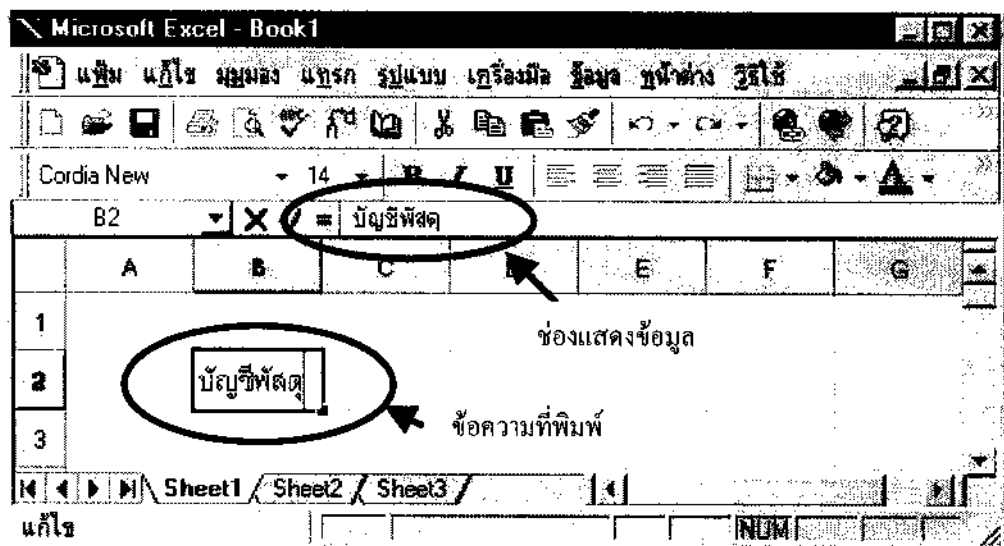 Microsoft Excel - Book1
แฟ้ม แก้ไข มุมมอง แทรก รูปแบบ เครื่องมือ ข้อมูล หน้าต่าง วิธีใช้
Cordia New 14 B I U A
B2 = บัญชีพัสดุ
A B C D E F G
ช่องแสดงข้อมูล
1
2 บัญชีพัสดุ
ข้อความที่พิมพ์
3
Sheet1 Sheet2 Sheet3
แก้ไข NUM